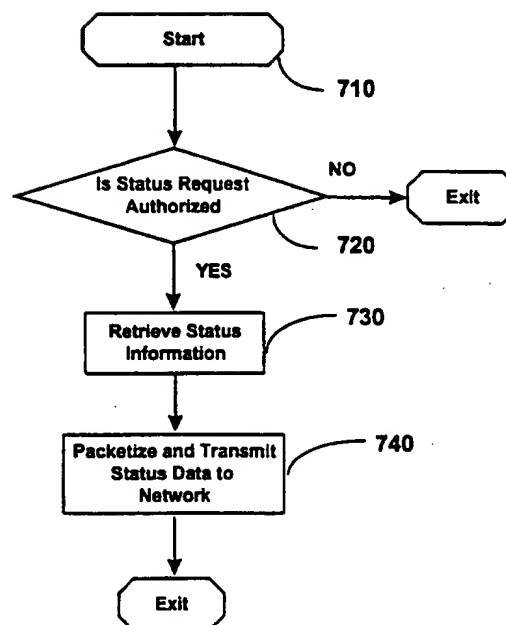 Start
710
Is Status Request
Authorized
NO
Exit
720
YES
Retrieve Status
Information
730
Packetize and Transmit
Status Data to
Network
740
Exit